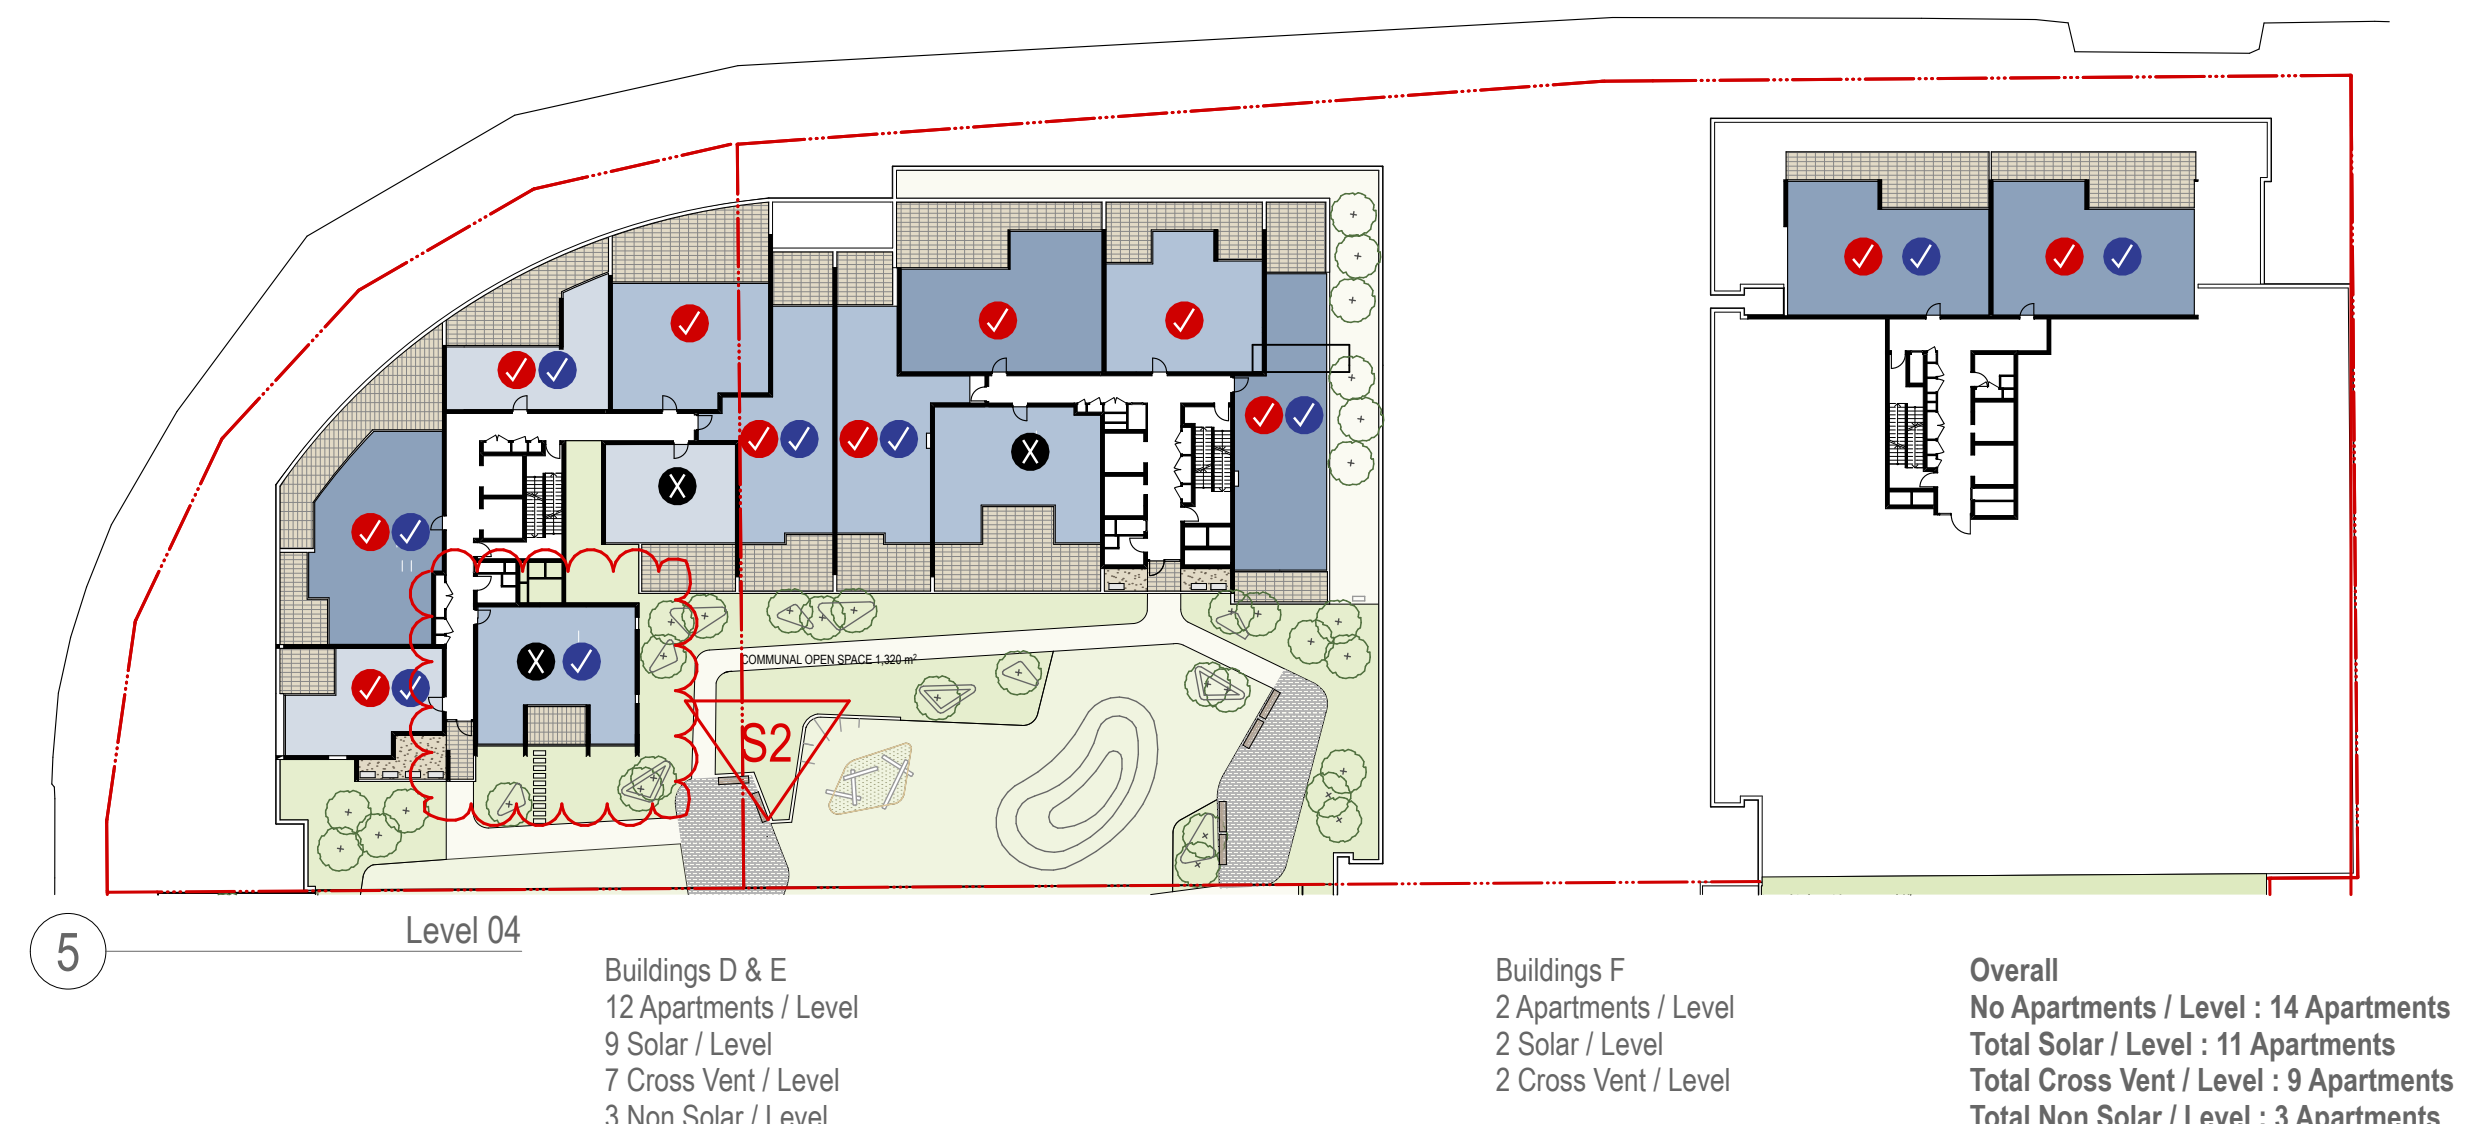 COMMUNAL OPEN SPACE 1,320 m²
S2
5
Level 04
Buildings D & E
12 Apartments / Level
9 Solar / Level
7 Cross Vent / Level
3 Non Solar / Level
Buildings F
2 Apartments / Level
2 Solar / Level
2 Cross Vent / Level
Overall
No Apartments / Level : 14 Apartments
Total Solar / Level : 11 Apartments
Total Cross Vent / Level : 9 Apartments
Total Non Solar / Level : 3 Apartments